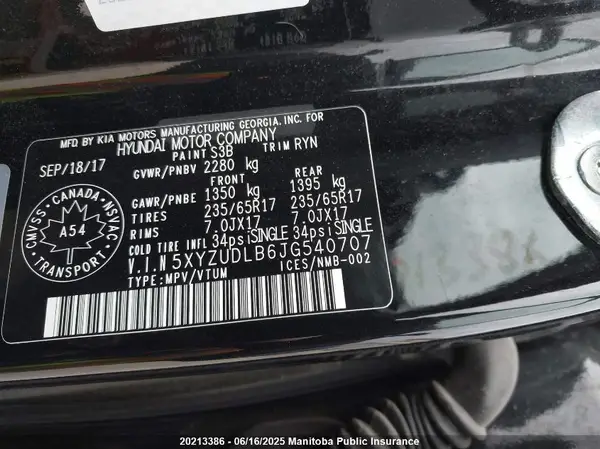 MFD. BY KIA MOTORS MANUFACTURING GEORGIA, INC. FOR
HYUNDAI MOTOR COMPANY
SEP/18/17 PAINT S3B TRIM RYN
GVWR/PNBV 2280 kg
FRONT REAR
GAWR/PNBE 1350 kg 1395 kg
TIRES 235/65R17 235/65R17
RIMS 7.0JX17 7.0JX17
COLD TIRE INFL 34psi SINGLE 34psi SINGLE
V.I.N 5XYZUDLB6JG540707
TYPE:MPV/VTUM ICES/NMB-002
CANADA
CMVSS NSVAC
A54
20213386 - 06/16/2025 Manitoba Public Insurance